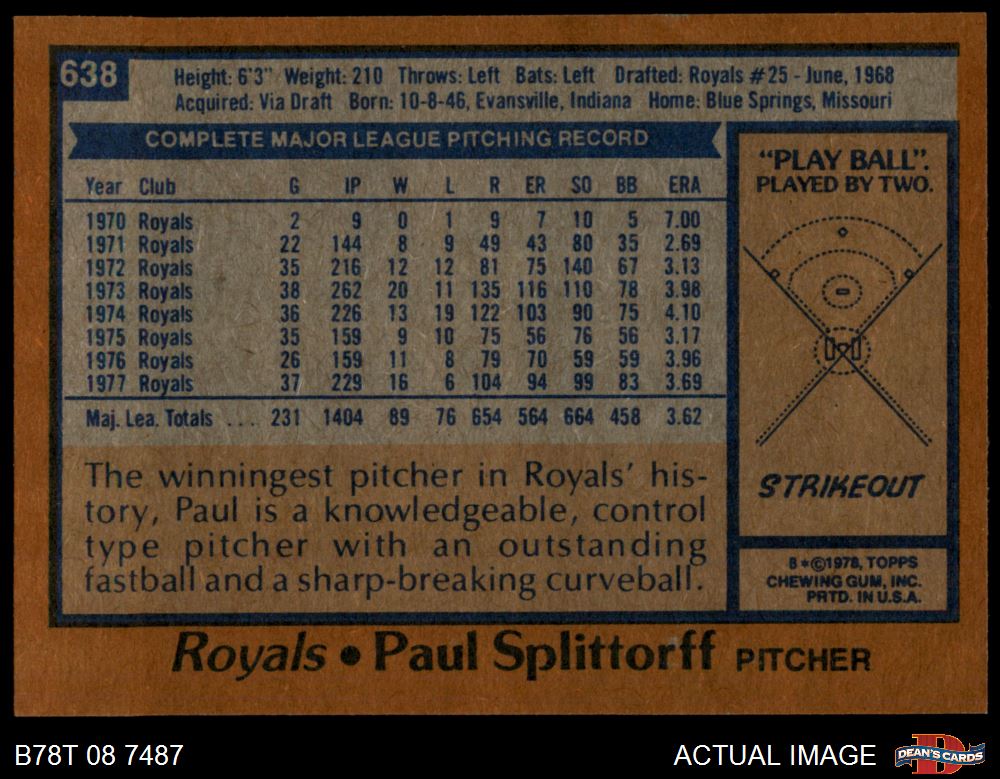 638
Height: 6'3" Weight: 210 Throws: Left Bats: Left Drafted: Royals #25 - June, 1968
Acquired: Via Draft Born: 10-8-46, Evansville, Indiana Home: Blue Springs, Missouri
COMPLETE MAJOR LEAGUE PITCHING RECORD
Year Club G IP W L R ER SO BB ERA
1970 Royals 2 9 0 1 9 7 10 5 7.00
1971 Royals 22 144 8 9 49 43 80 35 2.69
1972 Royals 35 216 12 12 81 75 140 67 3.13
1973 Royals 38 262 20 11 135 116 110 78 3.98
1974 Royals 36 226 13 19 122 103 90 75 4.10
1975 Royals 35 159 9 10 75 56 76 56 3.17
1976 Royals 26 159 11 8 79 70 59 59 3.96
1977 Royals 37 229 16 6 104 94 99 83 3.69
Maj. Lea. Totals .... 231 1404 89 76 654 564 664 458 3.62
The winningest pitcher in Royals' his-
tory, Paul is a knowledgeable, control
type pitcher with an outstanding
fastball and a sharp-breaking curveball.
"PLAY BALL".
PLAYED BY TWO.
STRIKEOUT
B*©1978, TOPPS
CHEWING GUM, INC.
PRTD. IN U.S.A.
Royals • Paul Splittorff PITCHER
B78T 08 7487
ACTUAL IMAGE
DEAN'S CARDS